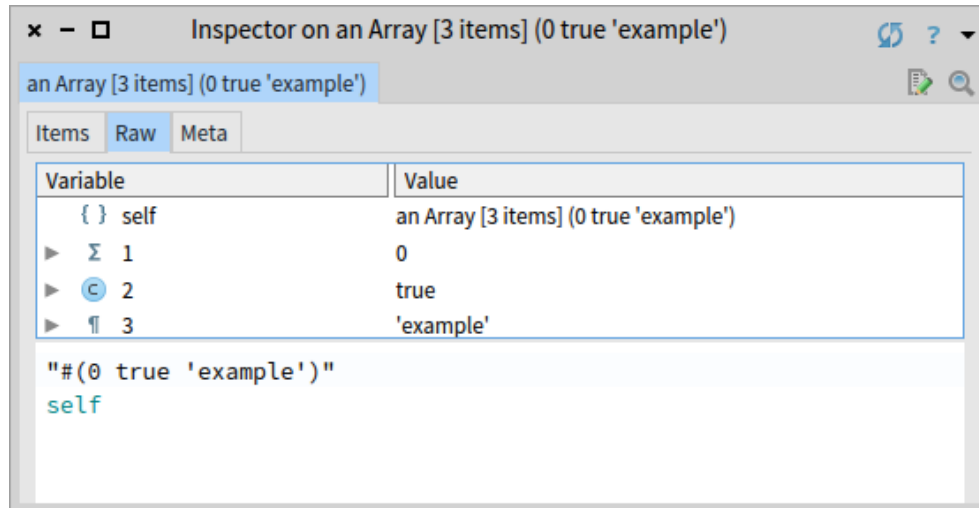 Inspector on an Array [3 items] (0 true 'example')
?
an Array [3 items] (0 true 'example')
Items Raw Meta
Variable Value
{ } self an Array [3 items] (0 true 'example')
Σ 1 0
C 2 true
¶ 3 'example'
"#(0 true 'example')"
self